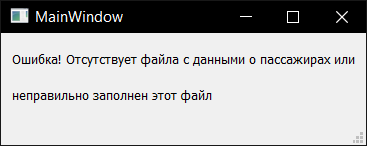 MainWindow
Ошибка! Отсутствует файла с данными о пассажирах или
неправильно заполнен этот файл